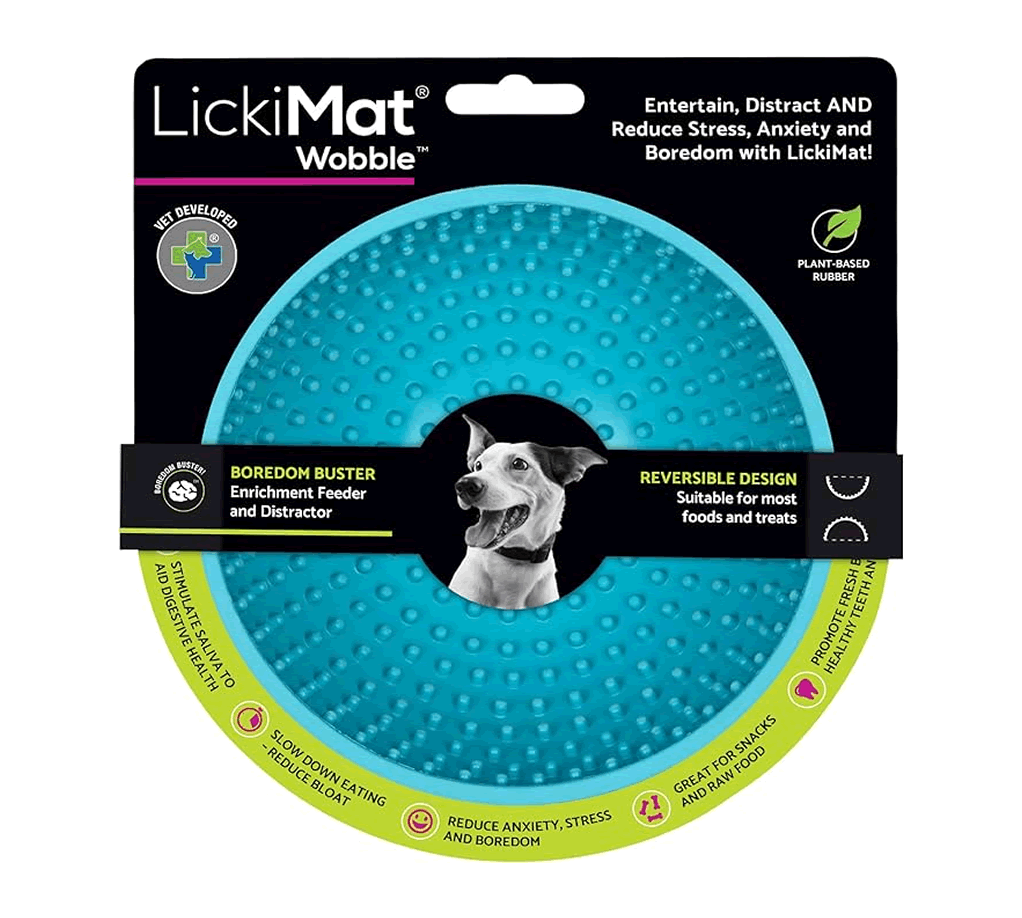 LickiMat®
Wobble™
Entertain, Distract AND
Reduce Stress, Anxiety and
Boredom with LickiMat!
VET DEVELOPED
®
PLANT-BASED
RUBBER
BOREDOM BUSTER!
BOREDOM BUSTER
Enrichment Feeder
and Distractor
REVERSIBLE DESIGN
Suitable for most
foods and treats
STIMULATE SALIVA TO
AID DIGESTIVE HEALTH
SLOW DOWN EATING
–REDUCE BLOAT
REDUCE ANXIETY, STRESS
AND BOREDOM
GREAT FOR SNACKS
AND RAW FOOD
PROMOTE FRESH
HEALTHY TEETH